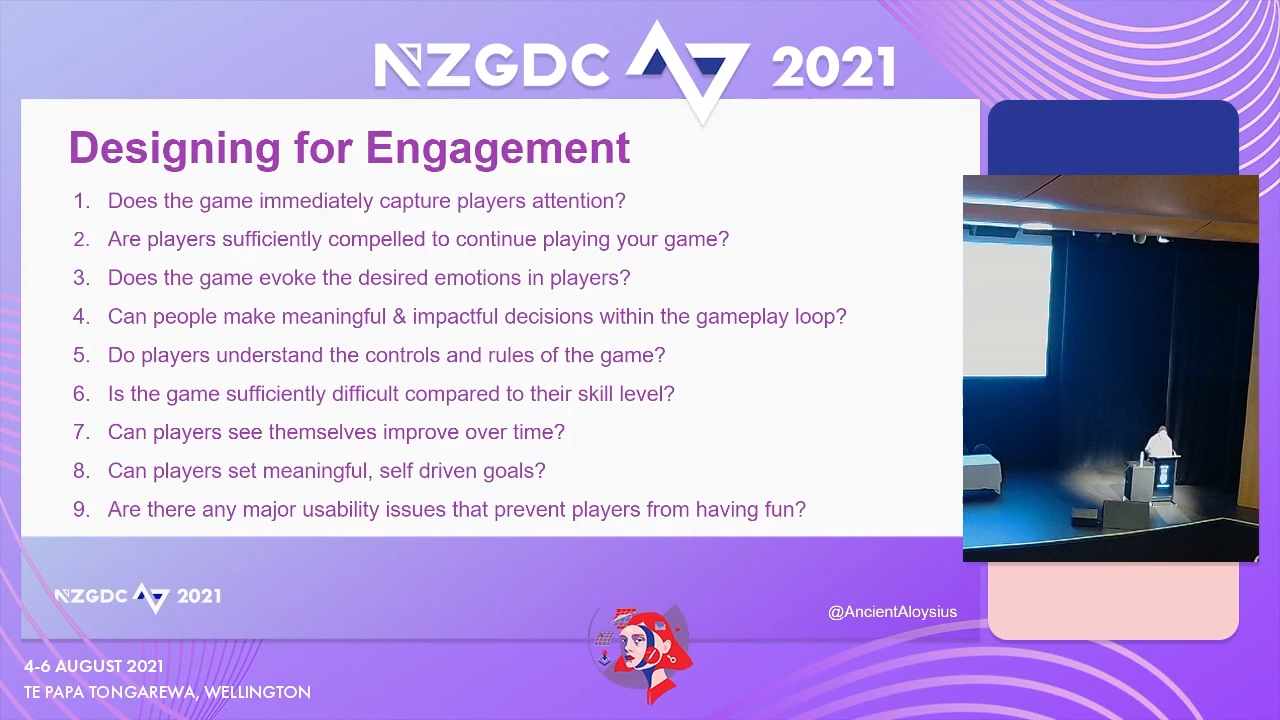 NZGDC 2021
Designing for Engagement
1. Does the game immediately capture players attention?
2. Are players sufficiently compelled to continue playing your game?
3. Does the game evoke the desired emotions in players?
4. Can people make meaningful & impactful decisions within the gameplay loop?
5. Do players understand the controls and rules of the game?
6. Is the game sufficiently difficult compared to their skill level?
7. Can players see themselves improve over time?
8. Can players set meaningful, self driven goals?
9. Are there any major usability issues that prevent players from having fun?
NZGDC 2021
@AncientAloysius
4-6 AUGUST 2021
TE PAPA TONGAREWA, WELLINGTON